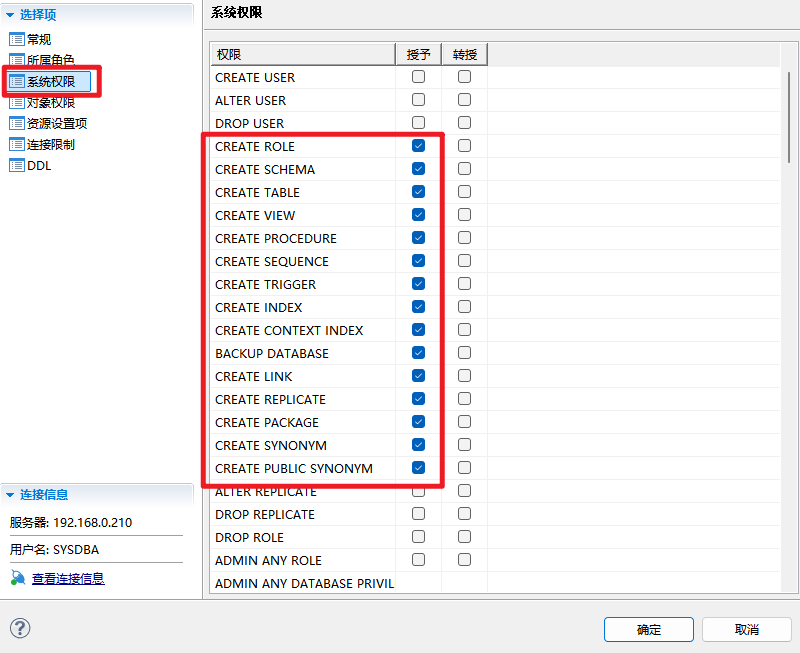 选择项
常规
所属角色
系统权限
对象权限
资源设置项
连接限制
DDL
连接信息
服务器: 192.168.0.210
用户名: SYSDBA
查看连接信息
系统权限
权限 授予 转授
CREATE USER
ALTER USER
DROP USER
CREATE ROLE
CREATE SCHEMA
CREATE TABLE
CREATE VIEW
CREATE PROCEDURE
CREATE SEQUENCE
CREATE TRIGGER
CREATE INDEX
CREATE CONTEXT INDEX
BACKUP DATABASE
CREATE LINK
CREATE REPLICATE
CREATE PACKAGE
CREATE SYNONYM
CREATE PUBLIC SYNONYM
ALTER REPLICATE
DROP REPLICATE
DROP ROLE
ADMIN ANY ROLE
ADMIN ANY DATABASE PRIVIL
? 确定 取消